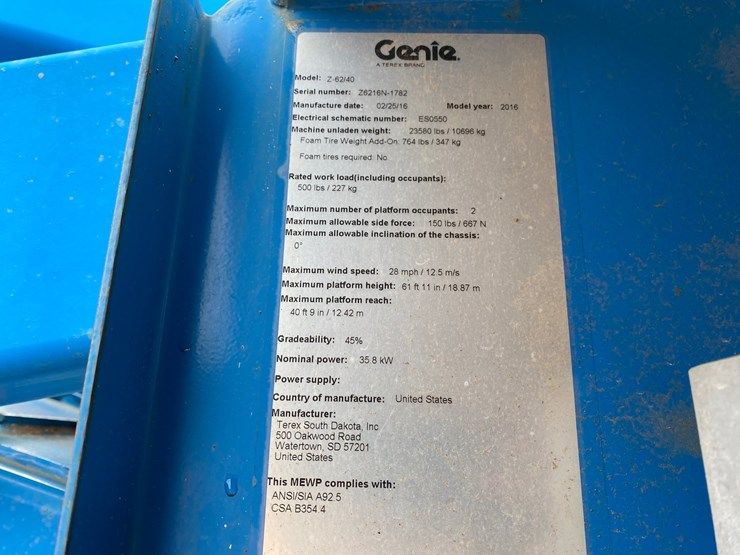 Genie.
A TEREX BRAND
Model: Z-62/40
Serial number: Z6216N-1782
Manufacture date: 02/25/16 Model year: 2016
Electrical schematic number: ES0550
Machine unladen weight: 23580 lbs / 10696 kg
Foam Tire Weight Add-On: 764 lbs / 347 kg
Foam tires required: No
Rated work load(including occupants):
500 lbs / 227 kg
Maximum number of platform occupants: 2
Maximum allowable side force: 150 lbs / 667 N
Maximum allowable inclination of the chassis:
0°
Maximum wind speed: 28 mph / 12.5 m/s
Maximum platform height: 61 ft 11 in / 18.87 m
Maximum platform reach:
40 ft 9 in / 12.42 m
Gradeability: 45%
Nominal power: 35.8 kW
Power supply:
Country of manufacture: United States
Manufacturer:
Terex South Dakota, Inc
500 Oakwood Road
Watertown, SD 57201
United States
This MEWP complies with:
ANSI/SIA A92.5
CSA B354.4